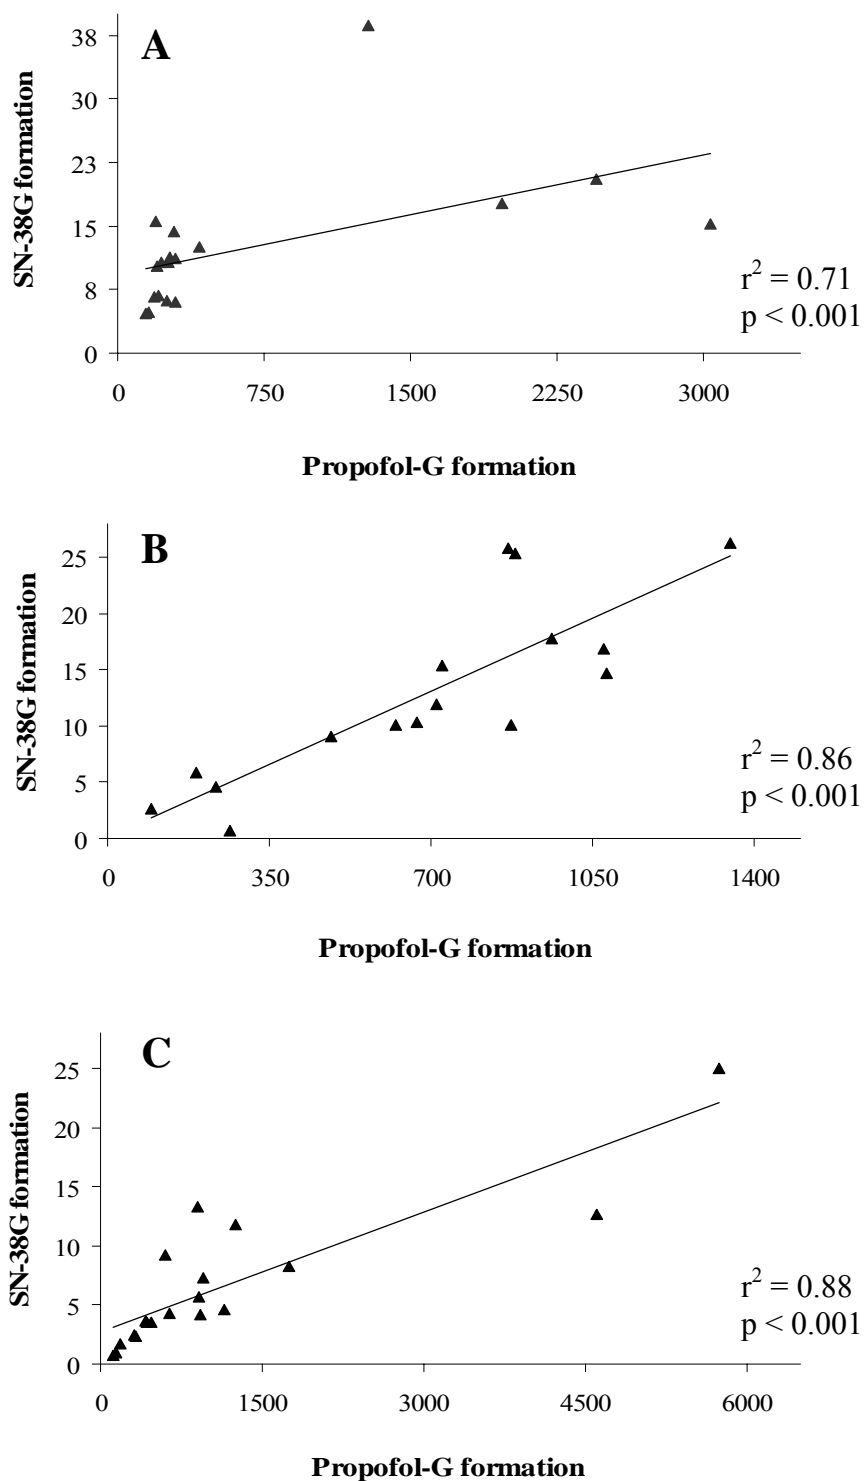 A
38
30
23
15
8
0
SN-38G formation
r² = 0.71
p < 0.001
0 750 1500 2250 3000
Propofol-G formation
B
25
20
15
10
5
0
SN-38G formation
r² = 0.86
p < 0.001
0 350 700 1050 1400
Propofol-G formation
C
25
20
15
10
5
0
SN-38G formation
r² = 0.88
p < 0.001
0 1500 3000 4500 6000
Propofol-G formation